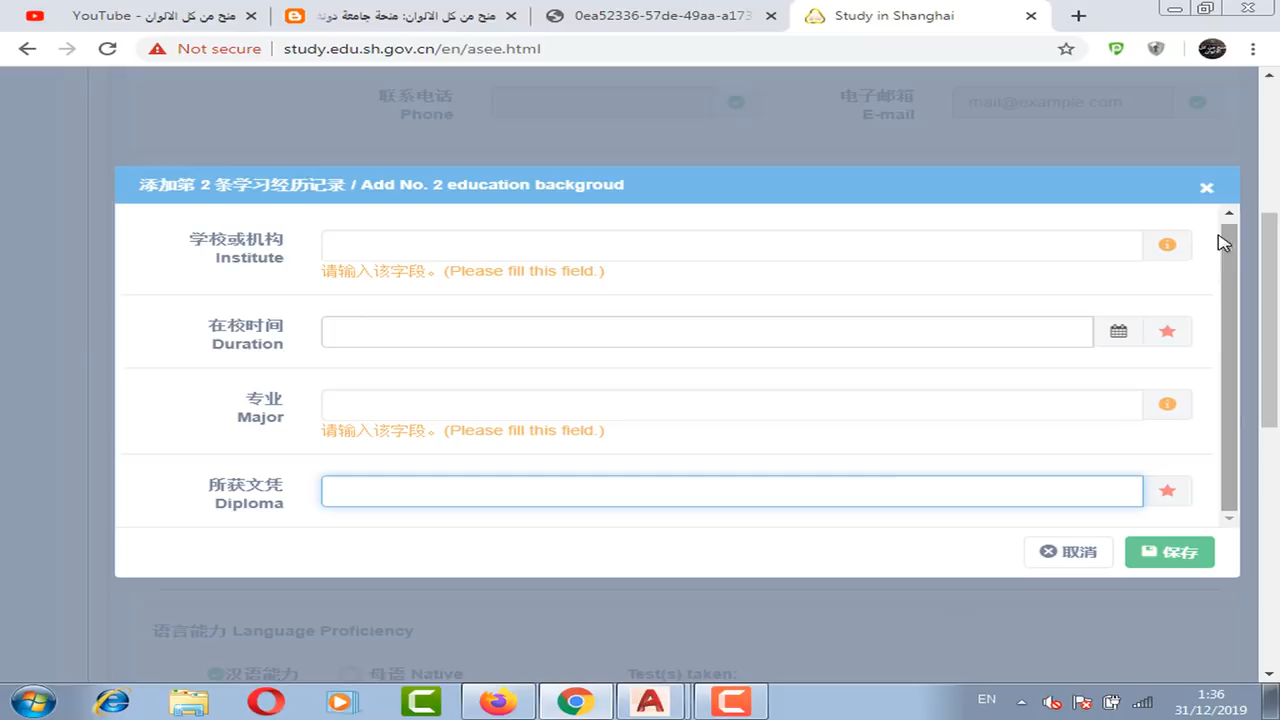 YouTube - منح من كل الالوان
منح من كل الالوان: منحة جامعة دونغ
0ea52336-57de-49aa-a173
Study in Shanghai
Not secure
study.edu.sh.gov.cn/en/asee.html
联系电话
Phone
电子邮箱
E-mail
mail@example.com
添加第 2 条学习经历记录 / Add No. 2 education backgroud
学校或机构
Institute
请输入该字段。(Please fill this field.)
在校时间
Duration
专业
Major
请输入该字段。(Please fill this field.)
所获文凭
Diploma
取消
保存
语言能力 Language Proficiency
汉语能力
母语 Native
Test(s) taken:
EN
1:36
31/12/2019